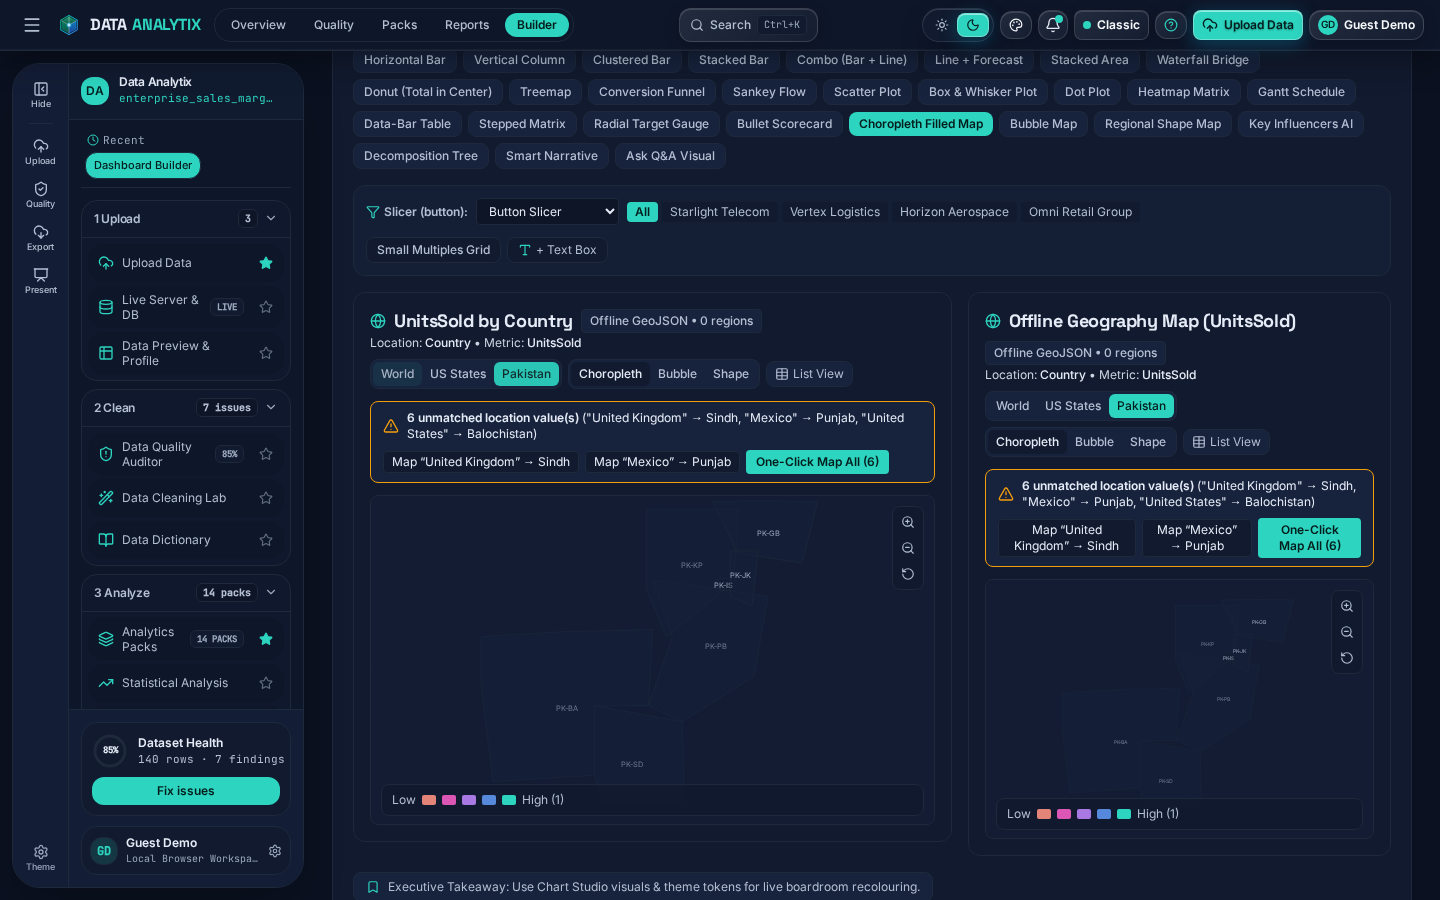 DATA ANALYTIX
Overview
Quality
Packs
Reports
Builder
Search
Ctrl+K
Classic
Upload Data
GD
Guest Demo
Hide
Upload
Quality
Export
Present
Theme
DA
Data Analytix
enterprise_sales_marg…
Recent
Dashboard Builder
1 Upload
3
Upload Data
Live Server &
DB
LIVE
Data Preview &
Profile
2 Clean
7 issues
Data Quality
Auditor
85%
Data Cleaning Lab
Data Dictionary
3 Analyze
14 packs
Analytics
Packs
14 PACKS
Statistical Analysis
85%
Dataset Health
140 rows · 7 findings
Fix issues
GD
Guest Demo
Local Browser Workspa…
Horizontal Bar
Vertical Column
Clustered Bar
Stacked Bar
Combo (Bar + Line)
Line + Forecast
Stacked Area
Waterfall Bridge
Donut (Total in Center)
Treemap
Conversion Funnel
Sankey Flow
Scatter Plot
Box & Whisker Plot
Dot Plot
Heatmap Matrix
Gantt Schedule
Data-Bar Table
Stepped Matrix
Radial Target Gauge
Bullet Scorecard
Choropleth Filled Map
Bubble Map
Regional Shape Map
Key Influencers AI
Decomposition Tree
Smart Narrative
Ask Q&A Visual
Slicer (button):
Button Slicer
All
Starlight Telecom
Vertex Logistics
Horizon Aerospace
Omni Retail Group
Small Multiples Grid
+ Text Box
UnitsSold by Country
Offline GeoJSON • 0 regions
Location: Country • Metric: UnitsSold
World
US States
Pakistan
Choropleth
Bubble
Shape
List View
6 unmatched location value(s) ("United Kingdom" → Sindh, "Mexico" → Punjab, "United
States" → Balochistan)
Map “United Kingdom” → Sindh
Map “Mexico” → Punjab
One-Click Map All (6)
PK-GB
PK-KP
PK-JK
PK-IS
PK-PB
PK-BA
PK-SD
Low
High (1)
Offline Geography Map (UnitsSold)
Offline GeoJSON • 0 regions
Location: Country • Metric: UnitsSold
World
US States
Pakistan
Choropleth
Bubble
Shape
List View
6 unmatched location value(s) ("United Kingdom" → Sindh,
"Mexico" → Punjab, "United States" → Balochistan)
Map “United
Kingdom” → Sindh
Map “Mexico”
→ Punjab
One-Click
Map All (6)
PK-GB
PK-KP
PK-JK
PK-IS
PK-PB
PK-BA
PK-SD
Low
High (1)
Executive Takeaway: Use Chart Studio visuals & theme tokens for live boardroom recolouring.